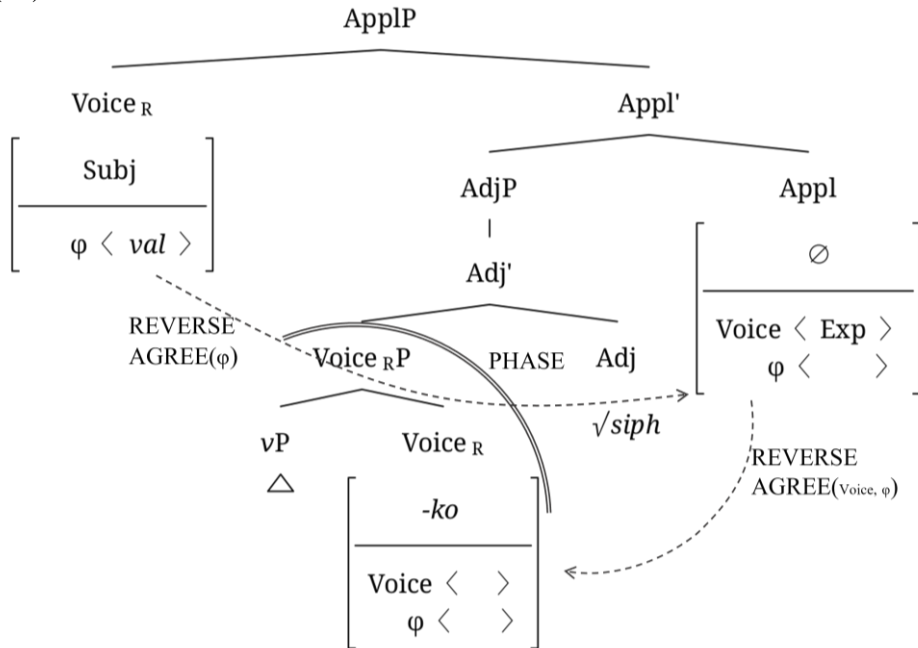 ApplP
Voice R
Appl'
Subj
φ 〈 val 〉
AdjP
Appl
∅
Voice 〈 Exp 〉
φ 〈 〉
Adj'
REVERSE
AGREE(φ)
Voice R P
PHASE
Adj
√siph
vP
Voice R
-ko
Voice 〈 〉
φ 〈 〉
REVERSE
AGREE(Voice, φ)